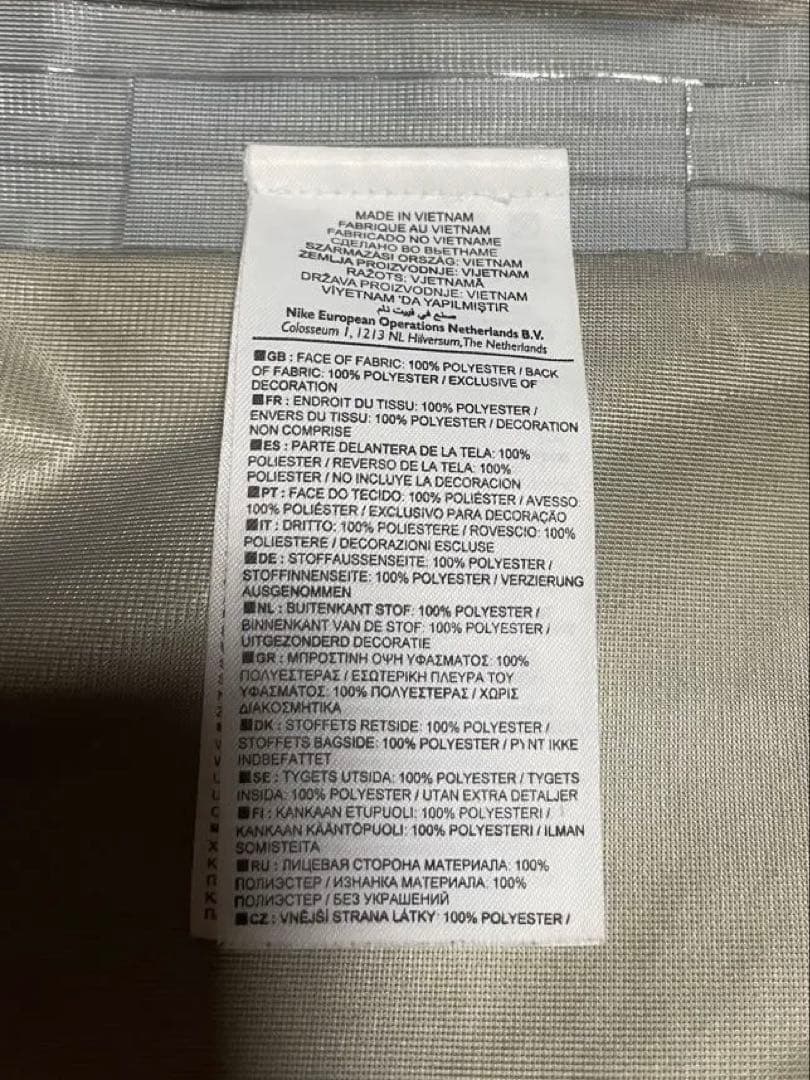 MADE IN VIETNAM
FABRIQUE AU VIETNAM
FABRICADO NO VIETNAME
СДЕЛАНО ВО ВЬЕТНАМЕ
SZÁRMAZÁSI ORSZÁG: VIETNAM
ZEMLJA PROIZVODNJE: VIJETNAM
RAŽOTS: VJETNAMĀ
DRŽAVA PROIZVODNJE: VIETNAM
VİYETNAM 'DA YAPILMIŞTIR
صنع في فييت نام
Nike European Operations Netherlands B.V.
Colosseum 1, 1213 NL Hilversum, The Netherlands
GB : FACE OF FABRIC: 100% POLYESTER / BACK
OF FABRIC: 100% POLYESTER / EXCLUSIVE OF
DECORATION
FR : ENDROIT DU TISSU: 100% POLYESTER /
ENVERS DU TISSU: 100% POLYESTER / DECORATION
NON COMPRISE
ES : PARTE DELANTERA DE LA TELA: 100%
POLIESTER / REVERSO DE LA TELA: 100%
POLIESTER / NO INCLUYE LA DECORACION
PT : FACE DO TECIDO: 100% POLIÉSTER / AVESSO:
100% POLIÉSTER / EXCLUSIVO PARA DECORAÇÃO
IT : DRITTO: 100% POLIESTERE / ROVESCIO: 100%
POLIESTERE / DECORAZIONI ESCLUSE
DE : STOFFAUSSENSEITE: 100% POLYESTER /
STOFFINNENSEITE: 100% POLYESTER / VERZIERUNG
AUSGENOMMEN
NL : BUITENKANT STOF: 100% POLYESTER /
BINNENKANT VAN DE STOF: 100% POLYESTER /
UITGEZONDERD DECORATIE
GR : ΜΠΡΟΣΤΙΝΗ ΟΨΗ ΥΦΑΣΜΑΤΟΣ: 100%
ΠΟΛΥΕΣΤΕΡΑΣ / ΕΣΩΤΕΡΙΚΗ ΠΛΕΥΡΑ ΤΟΥ
ΥΦΑΣΜΑΤΟΣ: 100% ΠΟΛΥΕΣΤΕΡΑΣ / ΧΩΡΙΣ
ΔΙΑΚΟΣΜΗΤΙΚΑ
DK : STOFFETS RETSIDE: 100% POLYESTER /
STOFFETS BAGSIDE: 100% POLYESTER / PYNT IKKE
INDBEFATTET
SE : TYGETS UTSIDA: 100% POLYESTER / TYGETS
INSIDA: 100% POLYESTER / UTAN EXTRA DETALJER
FI : KANKAAN ETUPUOLI: 100% POLYESTERI /
KANKAAN KÄÄNTÖPUOLI: 100% POLYESTERI / ILMAN
SOMISTEITA
RU : ЛИЦЕВАЯ СТОРОНА МАТЕРИАЛА: 100%
ПОЛИЭСТЕР / ИЗНАНКА МАТЕРИАЛА: 100%
ПОЛИЭСТЕР / БЕЗ УКРАШЕНИЙ
CZ : VNĚJŠÍ STRANA LÁTKY: 100% POLYESTER /